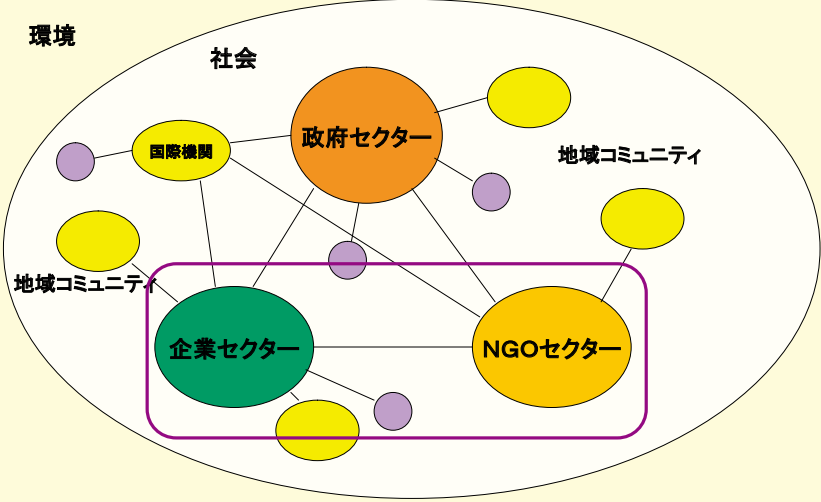 環境
社会
政府セクター
国際機関
地域コミュニティ
地域コミュニティ
企業セクター
NGOセクター